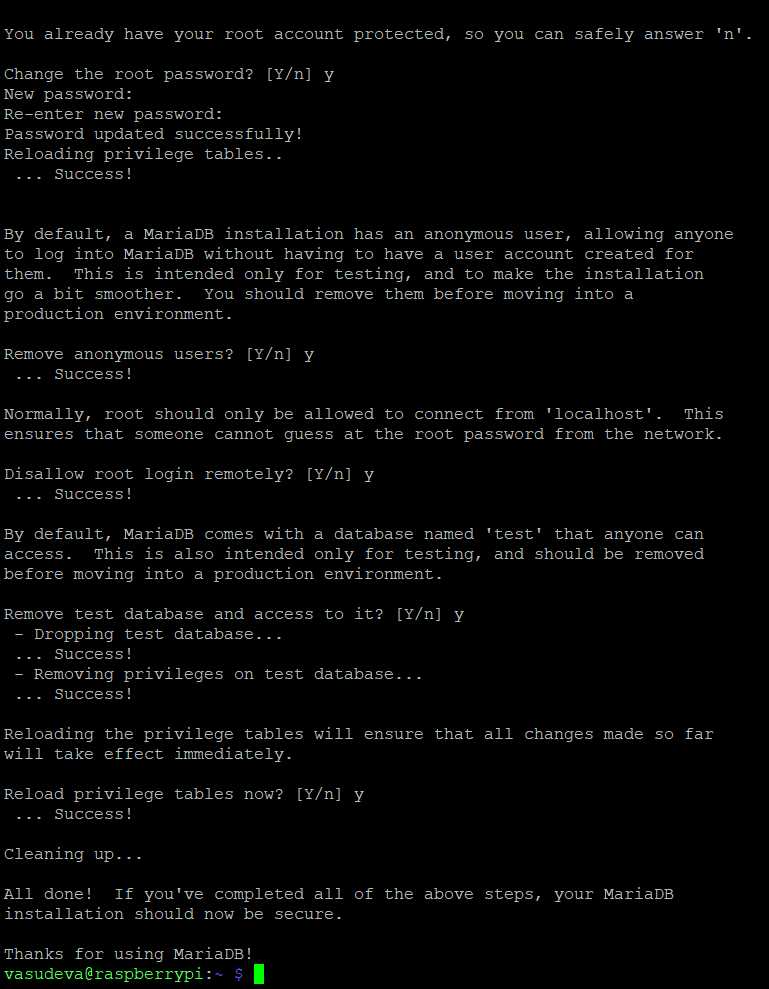 You already have your root account protected, so you can safely answer 'n'.
Change the root password? [Y/n] y
New password:
Re-enter new password:
Password updated successfully!
Reloading privilege tables..
 ... Success!
By default, a MariaDB installation has an anonymous user, allowing anyone
to log into MariaDB without having to have a user account created for
them.  This is intended only for testing, and to make the installation
go a bit smoother.  You should remove them before moving into a
production environment.
Remove anonymous users? [Y/n] y
 ... Success!
Normally, root should only be allowed to connect from 'localhost'.  This
ensures that someone cannot guess at the root password from the network.
Disallow root login remotely? [Y/n] y
 ... Success!
By default, MariaDB comes with a database named 'test' that anyone can
access.  This is also intended only for testing, and should be removed
before moving into a production environment.
Remove test database and access to it? [Y/n] y
 - Dropping test database...
 ... Success!
 - Removing privileges on test database...
 ... Success!
Reloading the privilege tables will ensure that all changes made so far
will take effect immediately.
Reload privilege tables now? [Y/n] y
 ... Success!
Cleaning up...
All done!  If you've completed all of the above steps, your MariaDB
installation should now be secure.
Thanks for using MariaDB!
vasudeva@raspberrypi:~ $